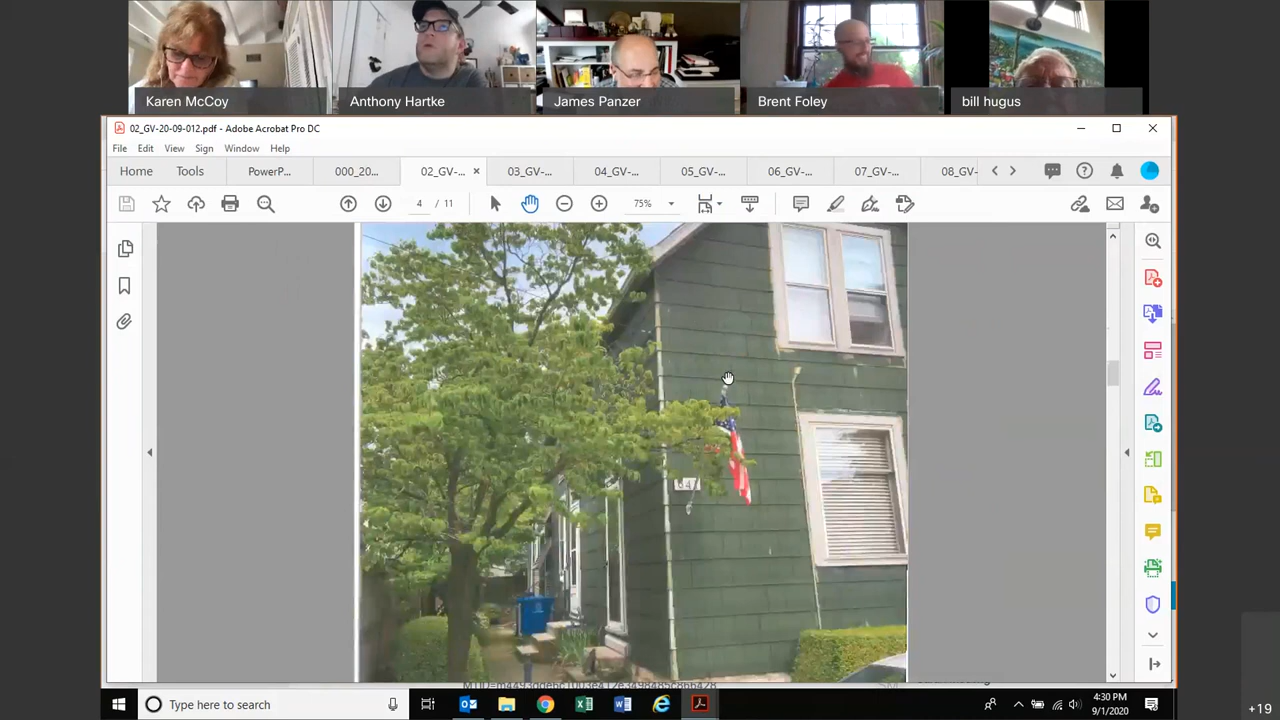 Karen McCoy
Anthony Hartke
James Panzer
Brent Foley
bill hugus
02_GV-20-09-012.pdf - Adobe Acrobat Pro DC
File Edit View Window Help
Home Tools PowerP... 000_20... 02_GV-... × 03_GV-... 04_GV-... 05_GV-... 06_GV-... 07_GV-... 08_GV-
4 / 11 75%
Type here to search
4:30 PM
9/1/2020
+19